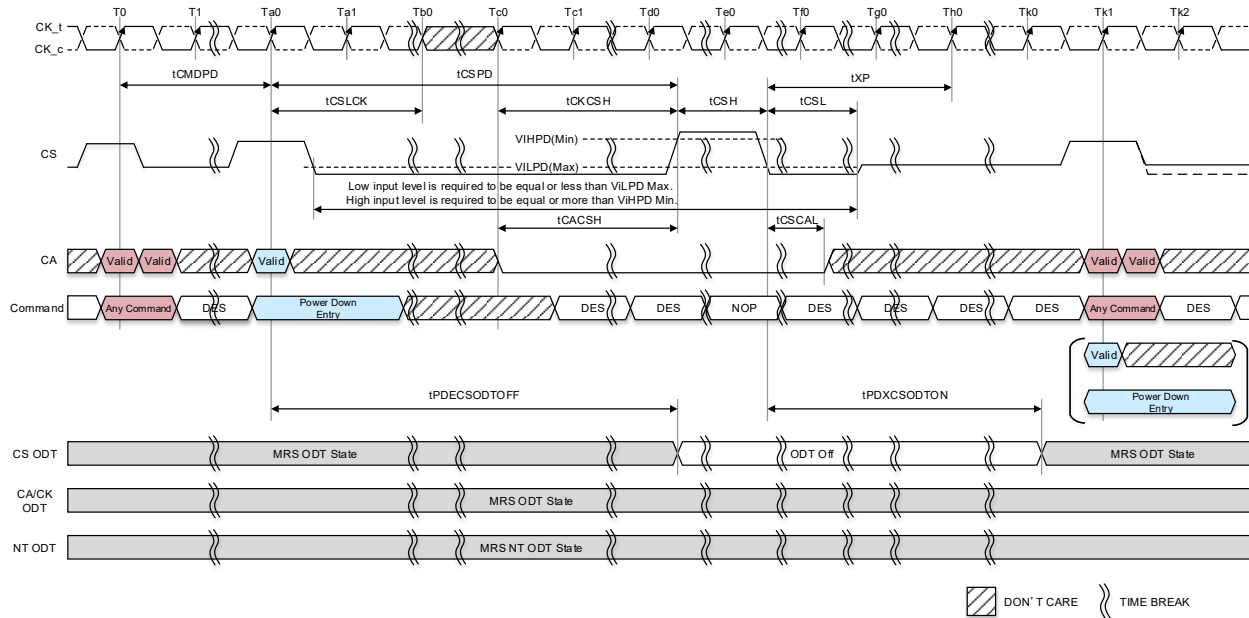 T0 T1 Ta0 Ta1 Tb0 Tc0 Tc1 Td0 Te0 Tf0 Tg0 Th0 Tk0 Tk1 Tk2
CK_t
CK_c
tCMDPD tCSPD tXP
tCSLCK tCKCSH tCSH tCSL
VIHPD(Min)
CS
VILPD(Max)
Low input level is required to be equal or less than ViLPD Max.
High input level is required to be equal or more than ViHPD Min.
tCACSH tCSCAL
CA Valid Valid Valid Valid Valid
Command Any Command DES Power Down Entry DES DES NOP DES DES DES DES Any Command DES
Valid
Power Down
Entry
tPDECSODTOFF tPDXCSODTON
CS ODT MRS ODT State ODT Off MRS ODT State
CA/CK
ODT MRS ODT State
NT ODT MRS NT ODT State
DON'T CARE TIME BREAK